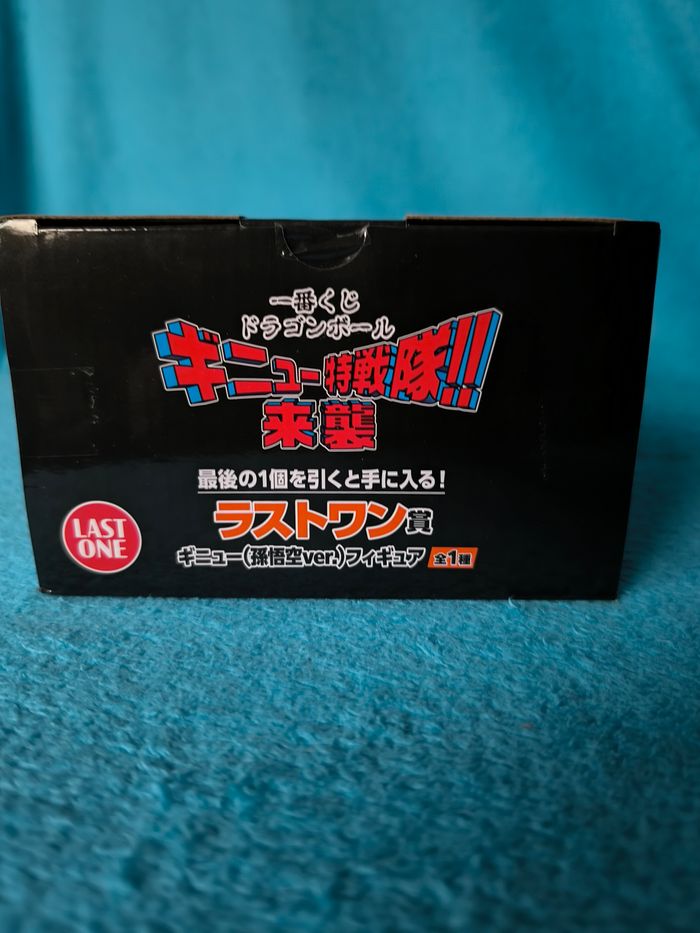 一番くじ
ドラゴンボール
ギニュー特戦隊!!
来襲
最後の1個を引くと手に入る!
ラストワン賞
LAST
ONE
ギニュー(孫悟空ver.)フィギュア 全1種